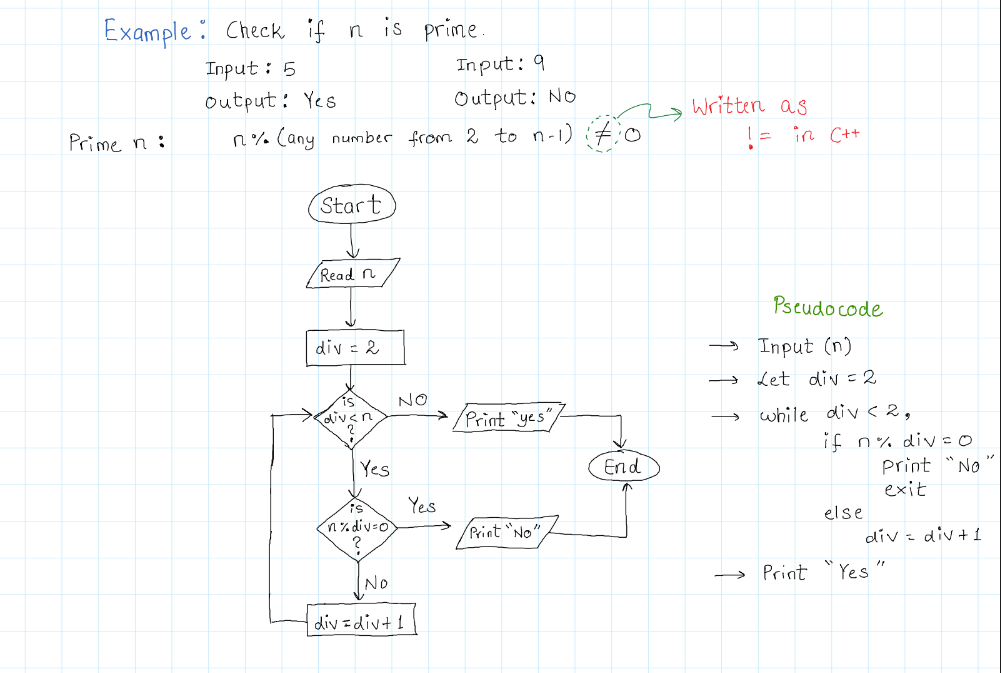 Example: Check if n is prime.
Input: 5
Output: Yes
Input: 9
Output: NO
Prime n: n% (any number from 2 to n-1) ≠ 0
Written as
!= in C++
Start
Read n
div = 2
is
div<n
?
NO
Print "yes"
End
Yes
is
n%div=0
?
Yes
Print "No"
No
div=div+1
Pseudocode
→ Input (n)
→ Let div = 2
→ while div < 2,
if n % div = 0
print "No"
exit
else
div = div+1
→ Print "Yes"